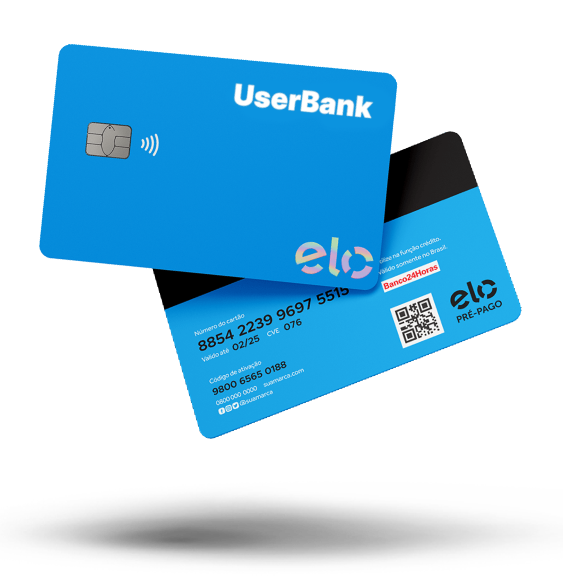 UserBank
elo
utilize na função crédito.
Válido somente no Brasil.
Banco24Horas
elo
PRÉ-PAGO
Número do cartão
8854 2239 9697 5515
Válido até 02/25 CVE 076
Código de ativação
9800 6565 0188
0800 000 0000 suamarca.com
@suamarca